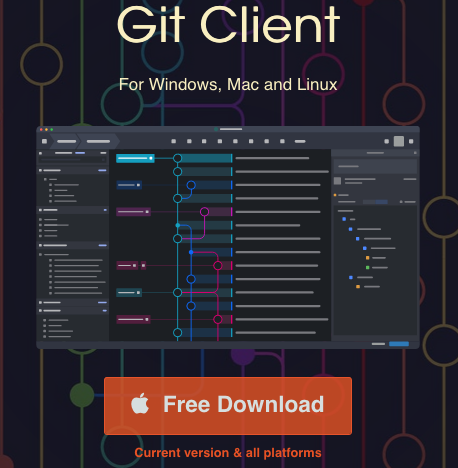 Git Client
For Windows, Mac and Linux
Free Download
Current version & all platforms